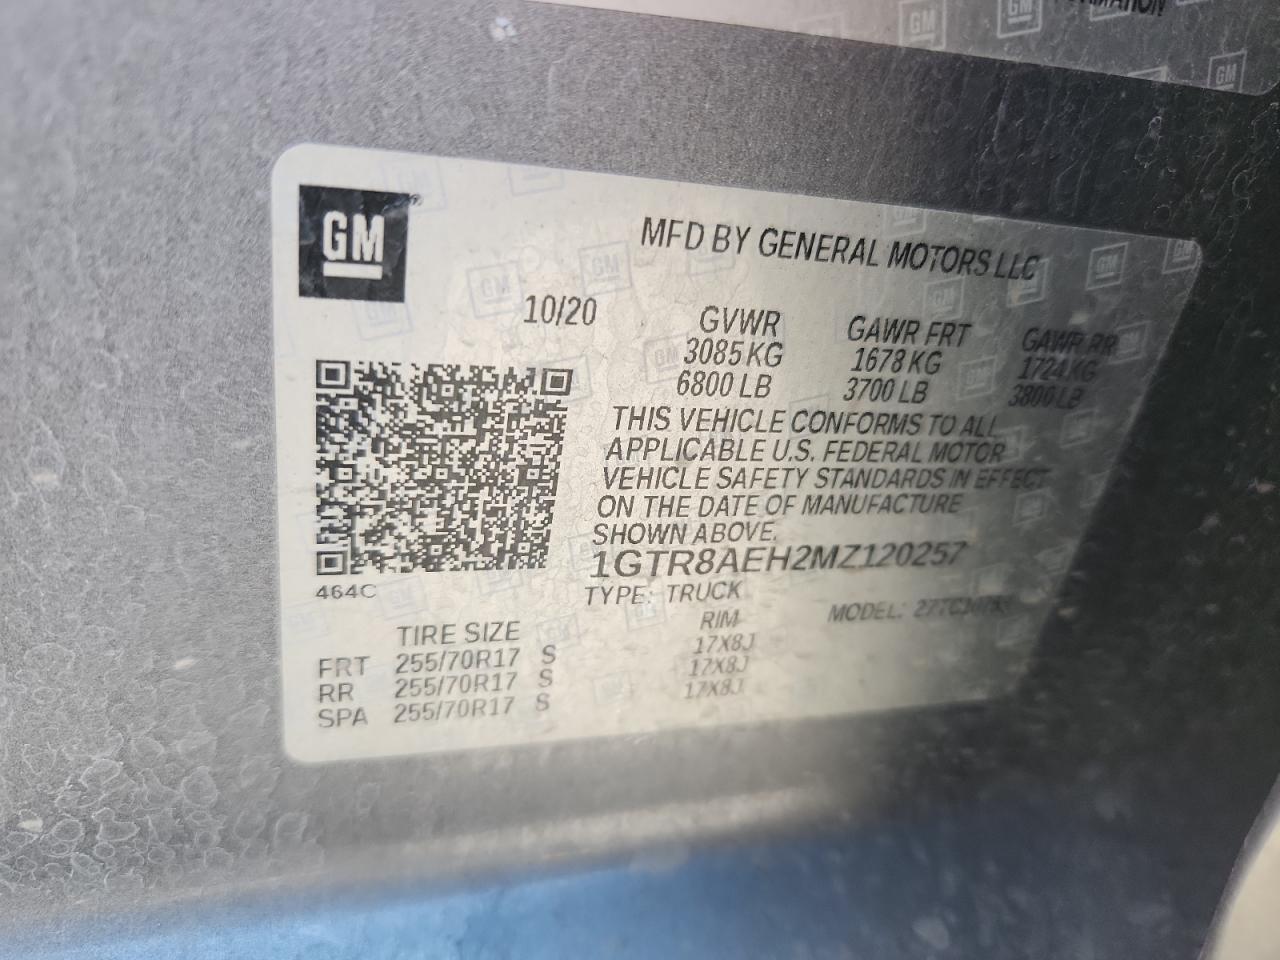 GM
MFD BY GENERAL MOTORS LLC
10/20
GVWR GAWR FRT GAWR RR
3085 KG 1678 KG 1724 KG
6800 LB 3700 LB 3800 LB
THIS VEHICLE CONFORMS TO ALL
APPLICABLE U.S. FEDERAL MOTOR
VEHICLE SAFETY STANDARDS IN EFFECT
ON THE DATE OF MANUFACTURE
SHOWN ABOVE.
1GTR8AEH2MZ120257
464C
TYPE: TRUCK MODEL:
TIRE SIZE RIM
FRT 255/70R17 S 17X8J
RR 255/70R17 S 17X8J
SPA 255/70R17 S 17X8J